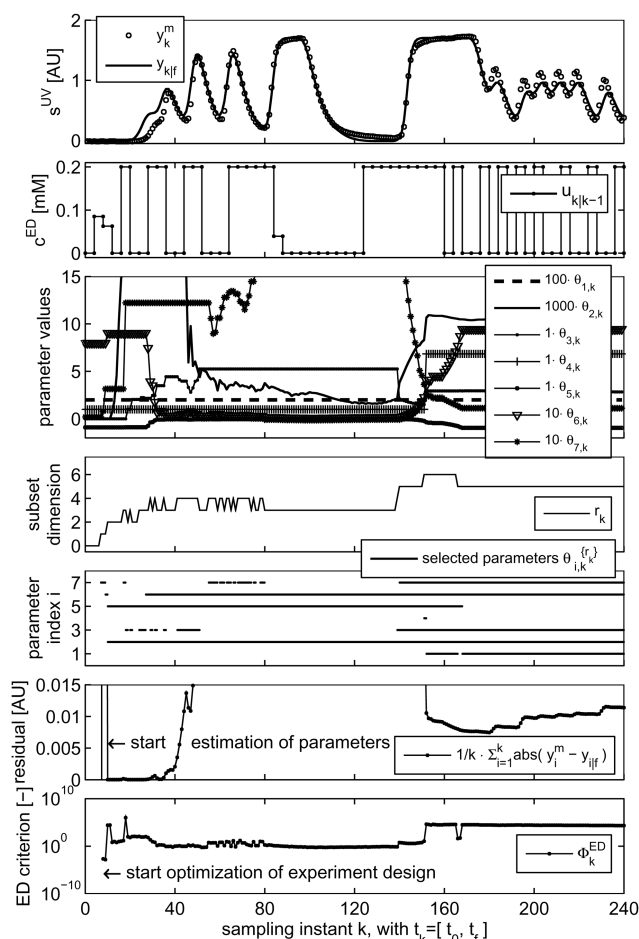 2
1
0
s^UV [AU]
y_k^m
y_k|f
0.2
0.1
0
c^ED [mM]
u_k|k−1
15
10
5
0
parameter values
100· θ_1,k
1000· θ_2,k
1· θ_3,k
1· θ_4,k
1· θ_5,k
10· θ_6,k
10· θ_7,k
6
4
2
0
subset
dimension
r_k
selected parameters θ_i,k^{r_k}
7
5
3
1
parameter
index i
0.015
0.01
0.005
0
residual [AU]
← start estimation of parameters
1/k · Σ_i=1^k abs( y_i^m − y_i|f )
10^10
10^0
10^−10
ED criterion [−]
← start optimization of experiment design
Φ_k^ED
0 40 80 120 160 200 240
sampling instant k, with t_k=[ t_0, t_f ]